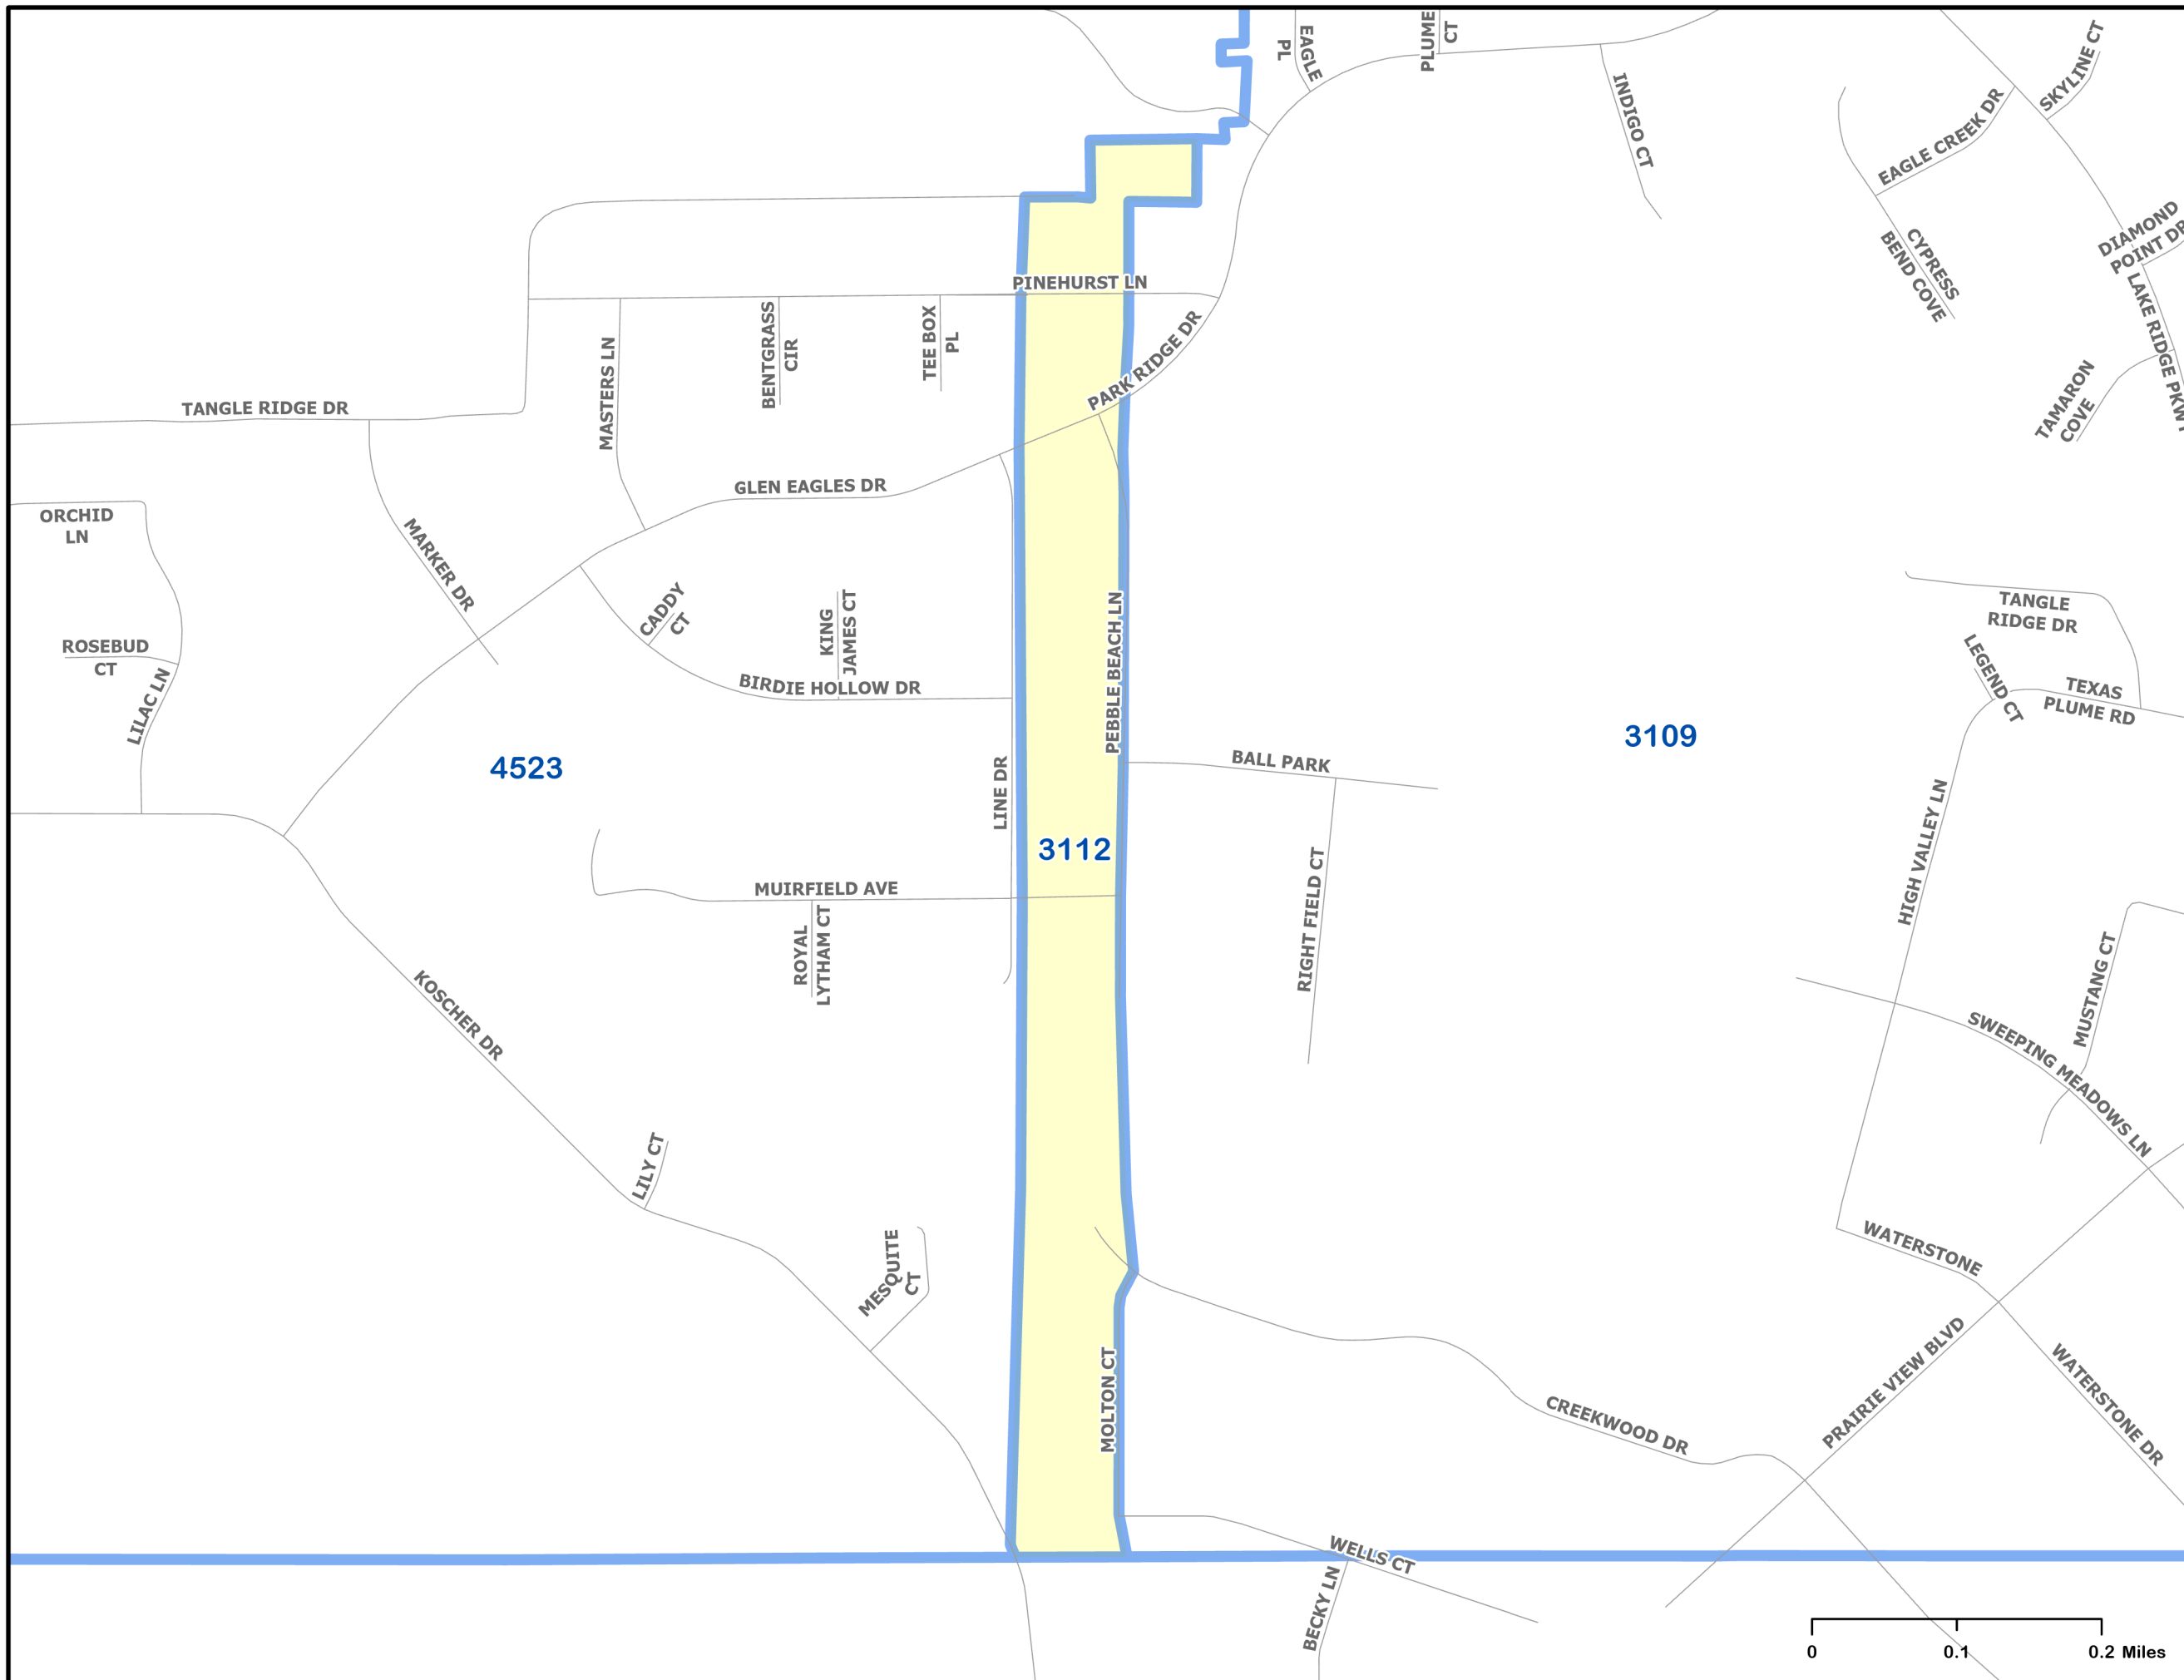 EAGLE
PL
PLUME
CT
INDIGO CT
SKYLINE CT
EAGLE CREEK DR
CYPRESS
BEND COVE
DIAMOND
POINT DR
LAKE RIDGE PKWY
TAMARON
COVE
PINEHURST LN
PARK RIDGE DR
MASTERS LN
BENTGRASS
CIR
TEE BOX
PL
TANGLE RIDGE DR
GLEN EAGLES DR
ORCHID
LN
MARKER DR
ROSEBUD
CT
LILAC LN
CADDY
CT
KING
JAMES CT
BIRDIE HOLLOW DR
PEBBLE BEACH LN
TANGLE
RIDGE DR
LEGEND CT
TEXAS
PLUME RD
4523
3109
BALL PARK
LINE DR
3112
HIGH VALLEY LN
RIGHT FIELD CT
MUIRFIELD AVE
ROYAL
LYTHAM CT
MUSTANG CT
KOSCHER DR
SWEEPING MEADOWS LN
LILY CT
MESQUITE
CT
WATERSTONE
MOLTON CT
PRAIRIE VIEW BLVD
WATERSTONE DR
CREEKWOOD DR
WELLS CT
BECKY LN
0 0.1 0.2 Miles